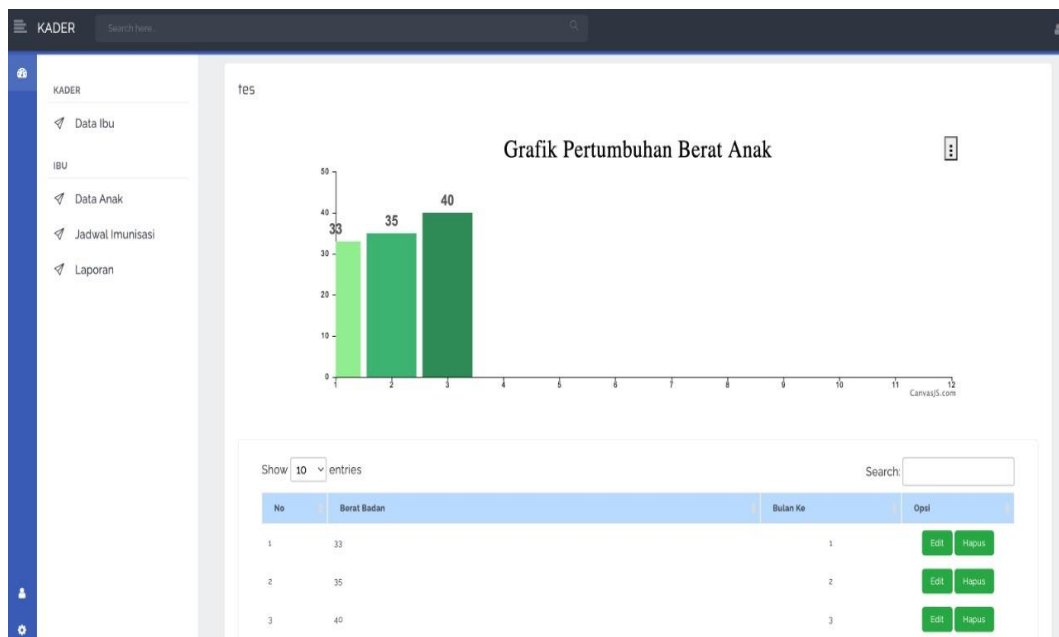 KADER
Search here...
KADER
Data Ibu
IBU
Data Anak
Jadwal Imunisasi
Laporan
tes
Grafik Pertumbuhan Berat Anak
50
40
30
20
10
0
33
35
40
1 2 3 4 5 6 7 8 9 10 11 12
CanvasJS.com
Show 10 entries
Search:
No Berat Badan Bulan Ke Opsi
1 33 1 Edit Hapus
2 35 2 Edit Hapus
3 40 3 Edit Hapus